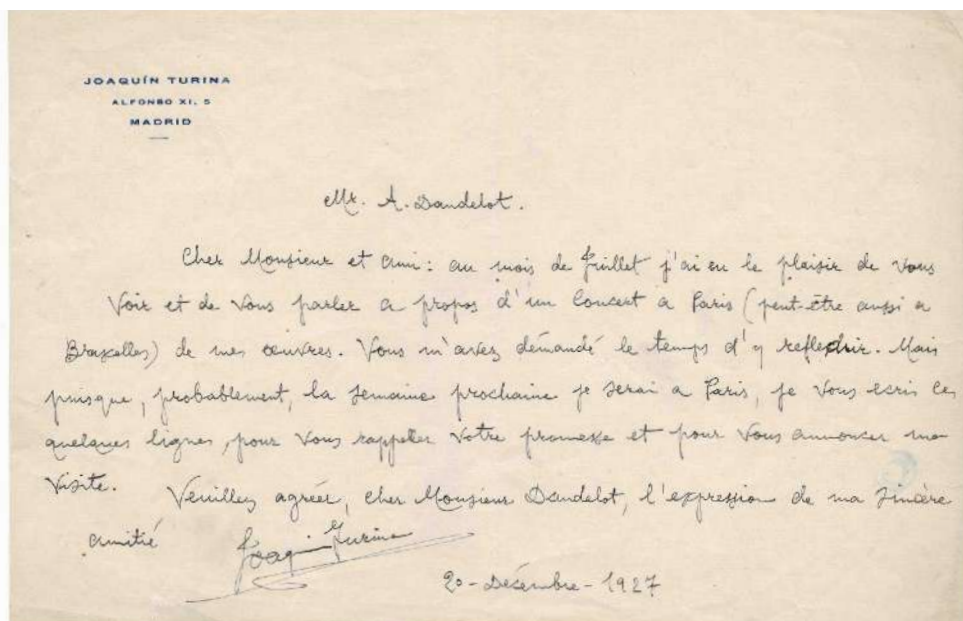 JOAQUÍN TURINA
ALFONSO XI, 5
MADRID
Mr. A. Dandelot.
Cher Monsieur et ami: au mois de Juillet j'ai eu le plaisir de vous
voir et de vous parler a propos d'un Concert a Paris (peut-être aussi a
Bruxelles) de mes œuvres. Vous m'avez démandé le temps d'y reflechir. Mais
puisque, probablement, la semaine prochaine je serai a Paris, je vous ecris ces
quelques lignes, pour vous rappeler votre promesse et pour vous annoncer ma
visite. Veuillez agréer, cher Monsieur Dandelot, l'expression de ma sincère
amitié Joaquin Turina
20-Décembre-1927